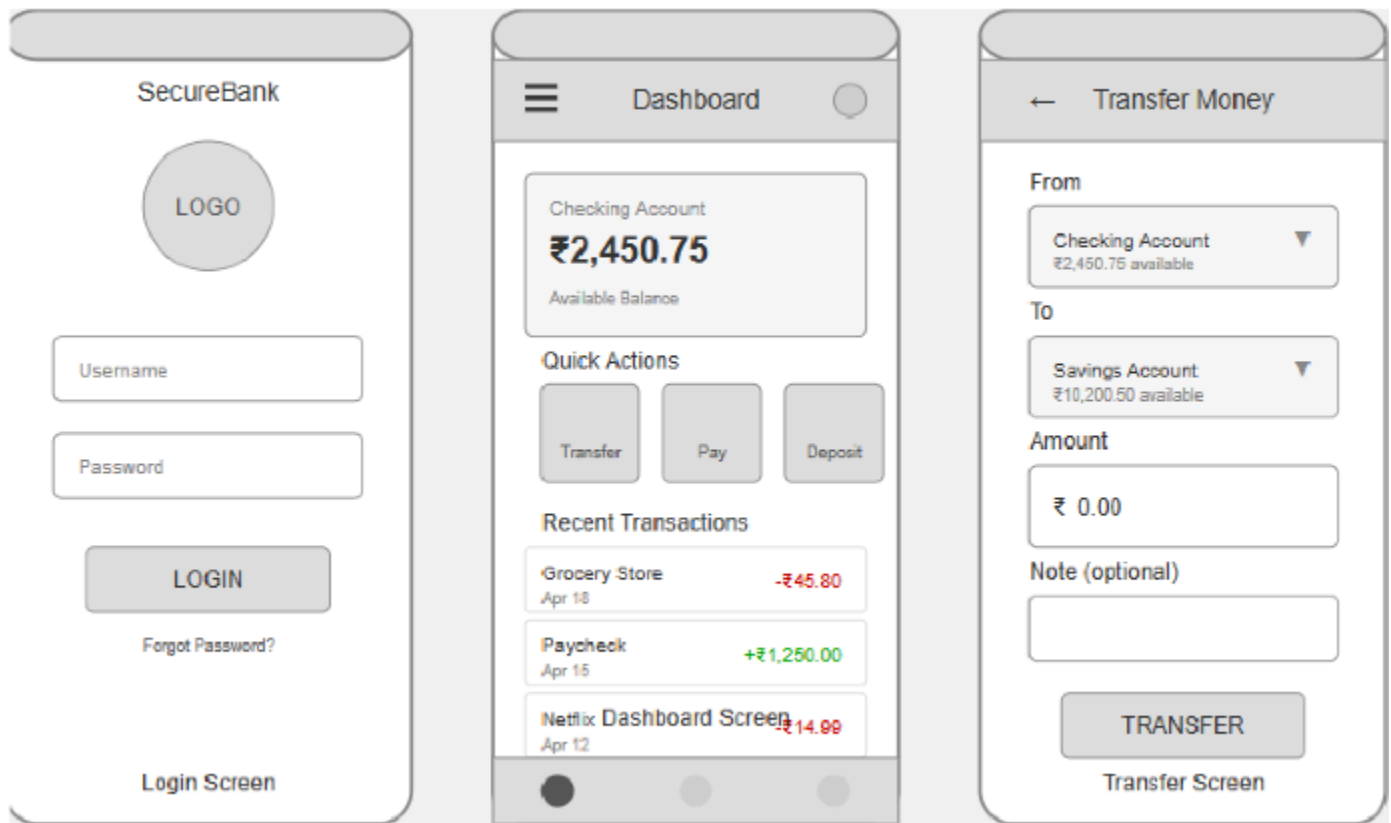 SecureBank
LOGO
Username
Password
LOGIN
Forgot Password?
Login Screen
Dashboard
Checking Account
₹2,450.75
Available Balance
Quick Actions
Transfer
Pay
Deposit
Recent Transactions
Grocery Store
-₹45.80
Apr 18
Paycheck
+₹1,250.00
Apr 15
Netflix
-₹14.99
Apr 12
Dashboard Screen
← Transfer Money
From
Checking Account
₹2,450.75 available
To
Savings Account
₹10,200.50 available
Amount
₹ 0.00
Note (optional)
TRANSFER
Transfer Screen